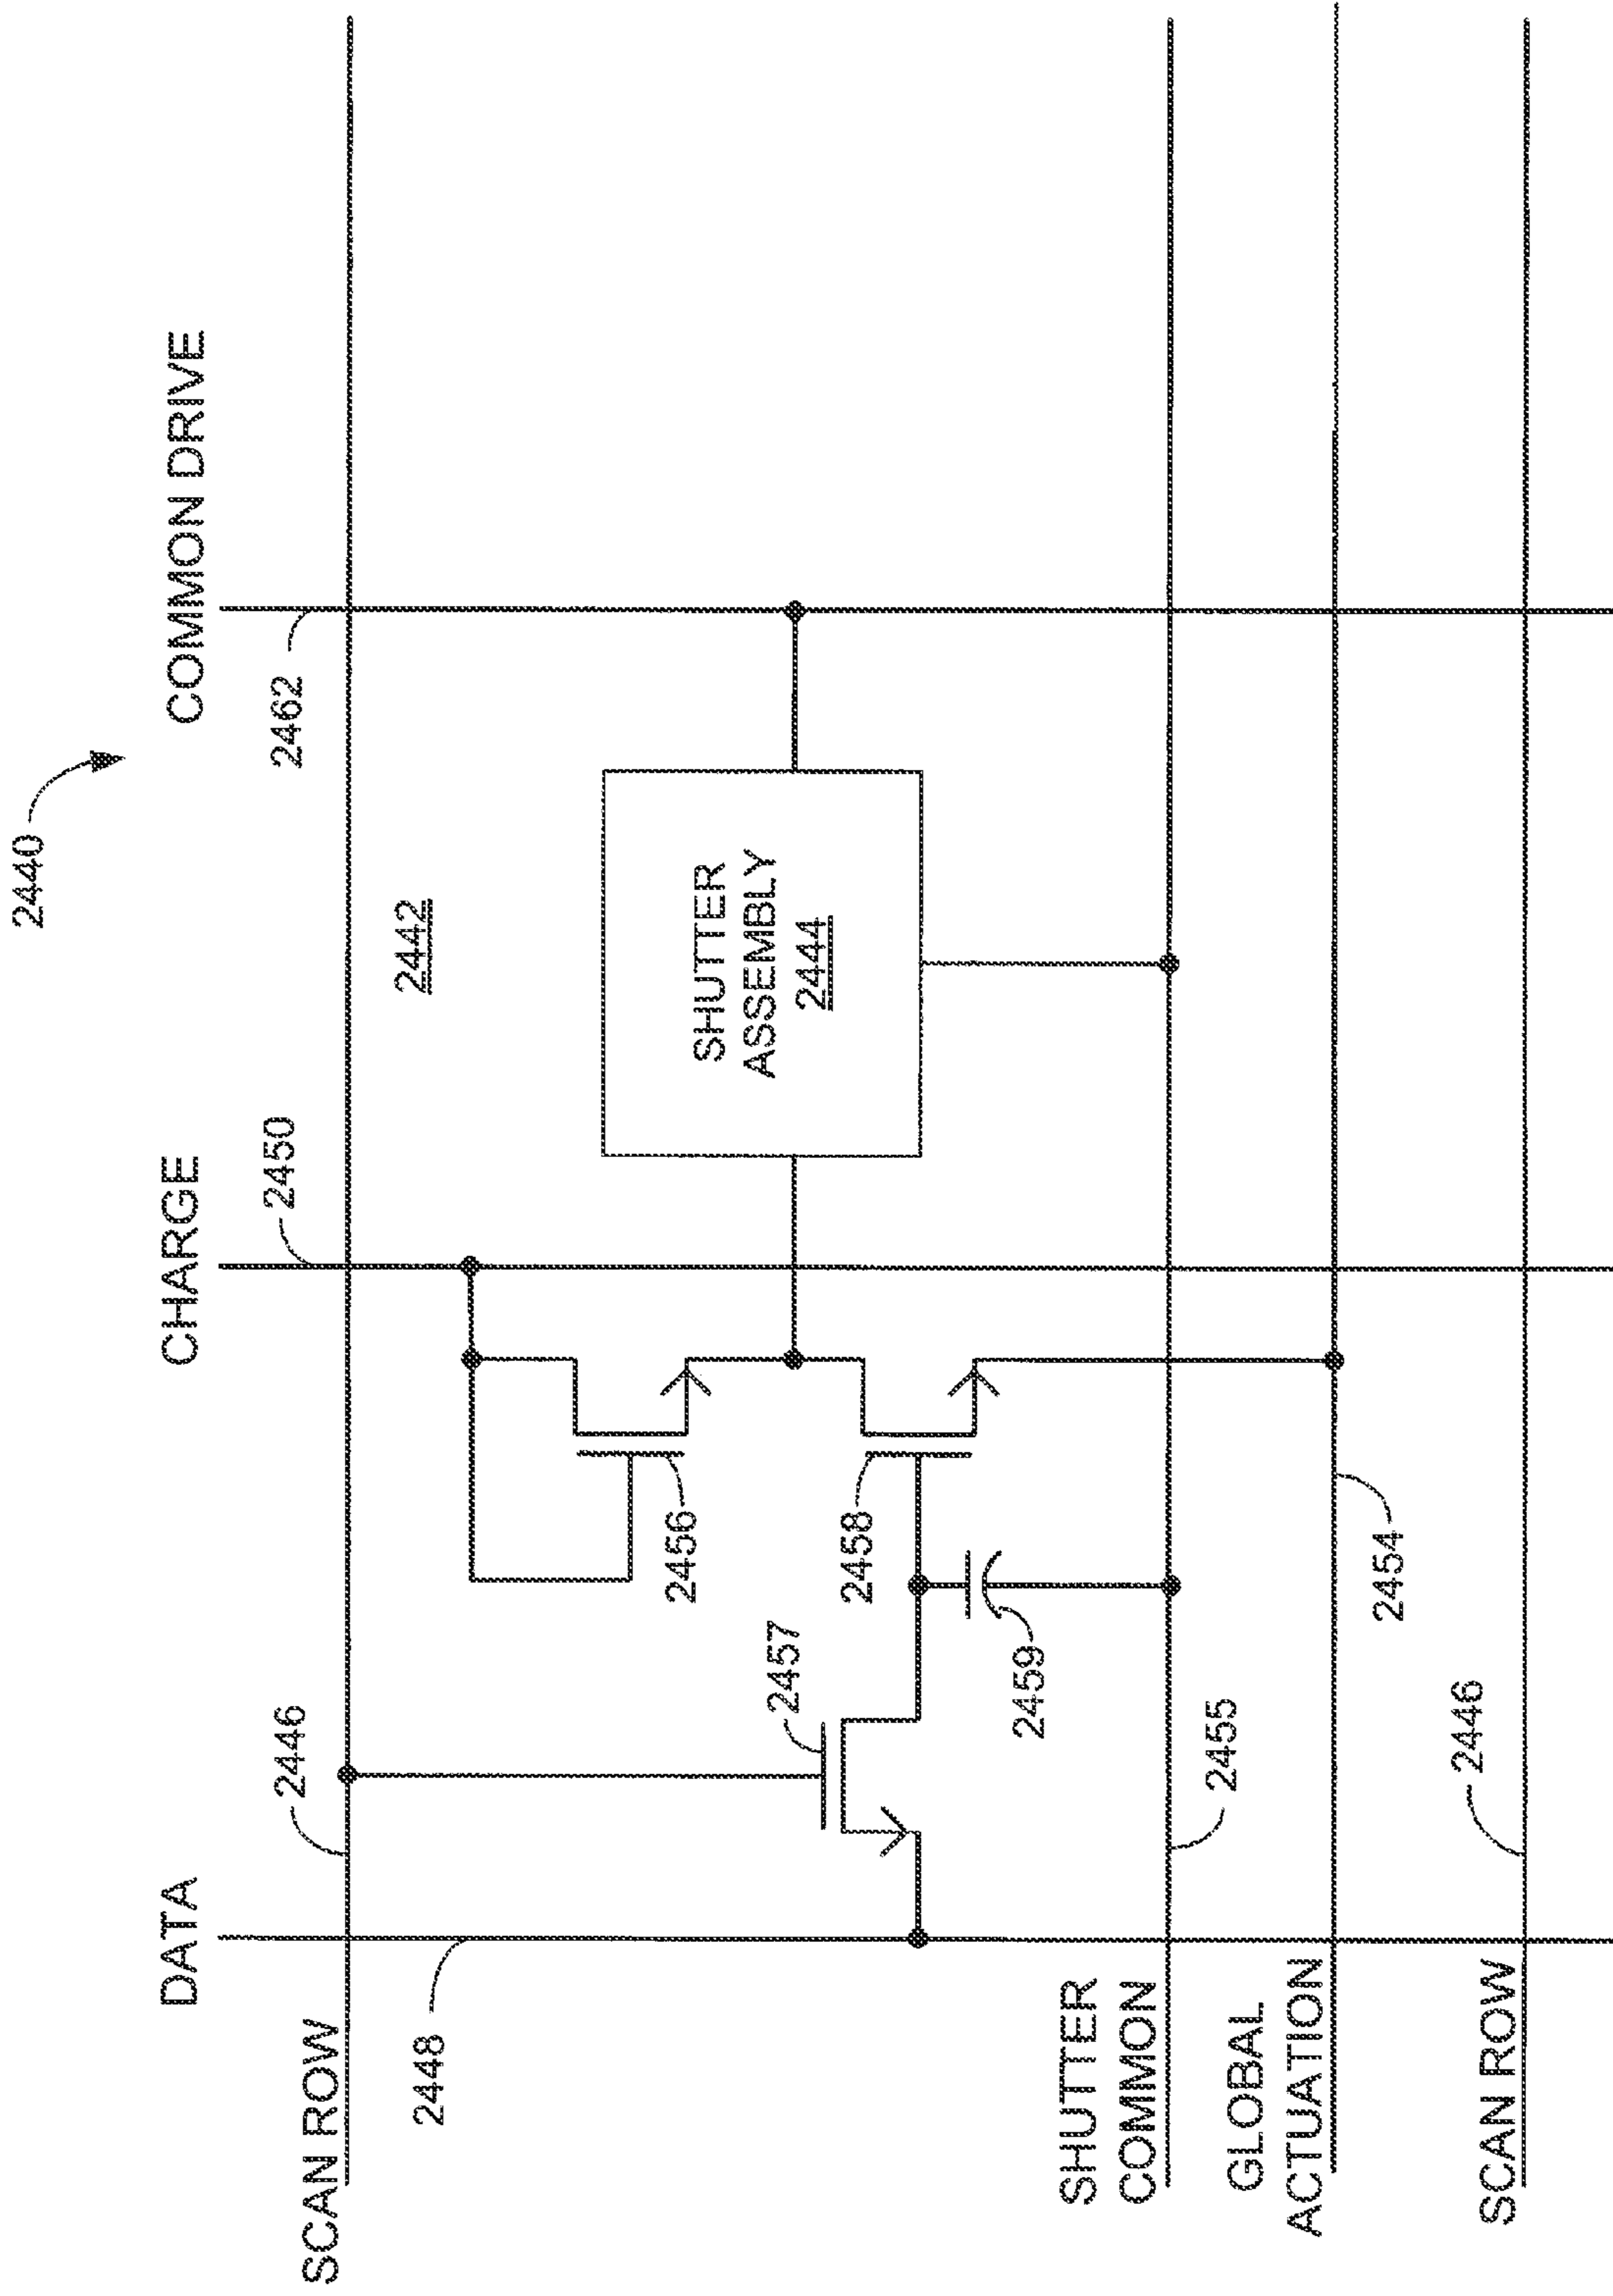 2440
DATA
CHARGE
COMMON DRIVE
2446
2450
2462
SCAN ROW
2448
2442
2456
2457
SHUTTER
ASSEMBLY
2444
2458
2459
SHUTTER
COMMON
2455
GLOBAL
ACTUATION
2454
SCAN ROW
2446